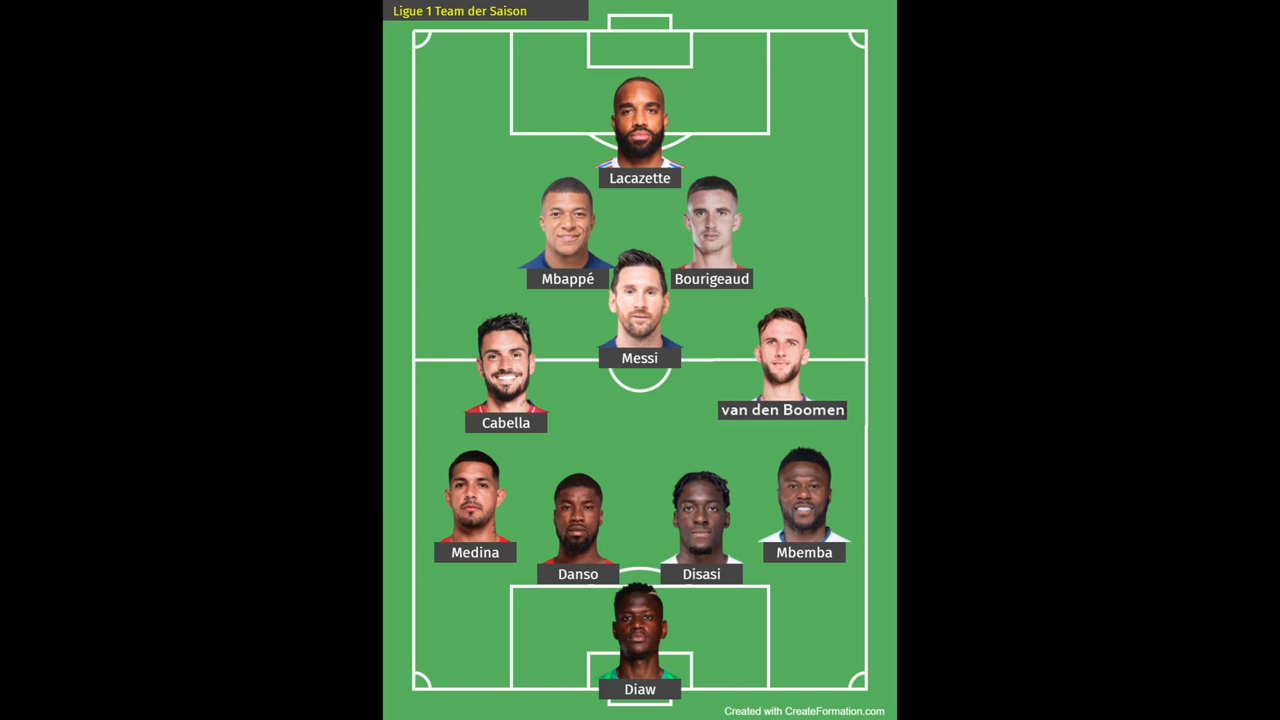 Ligue 1 Team der Saison
Lacazette
Mbappé
Bourigeaud
Messi
Cabella
van den Boomen
Medina
Danso
Disasi
Mbemba
Diaw
Created with CreateFormation.com